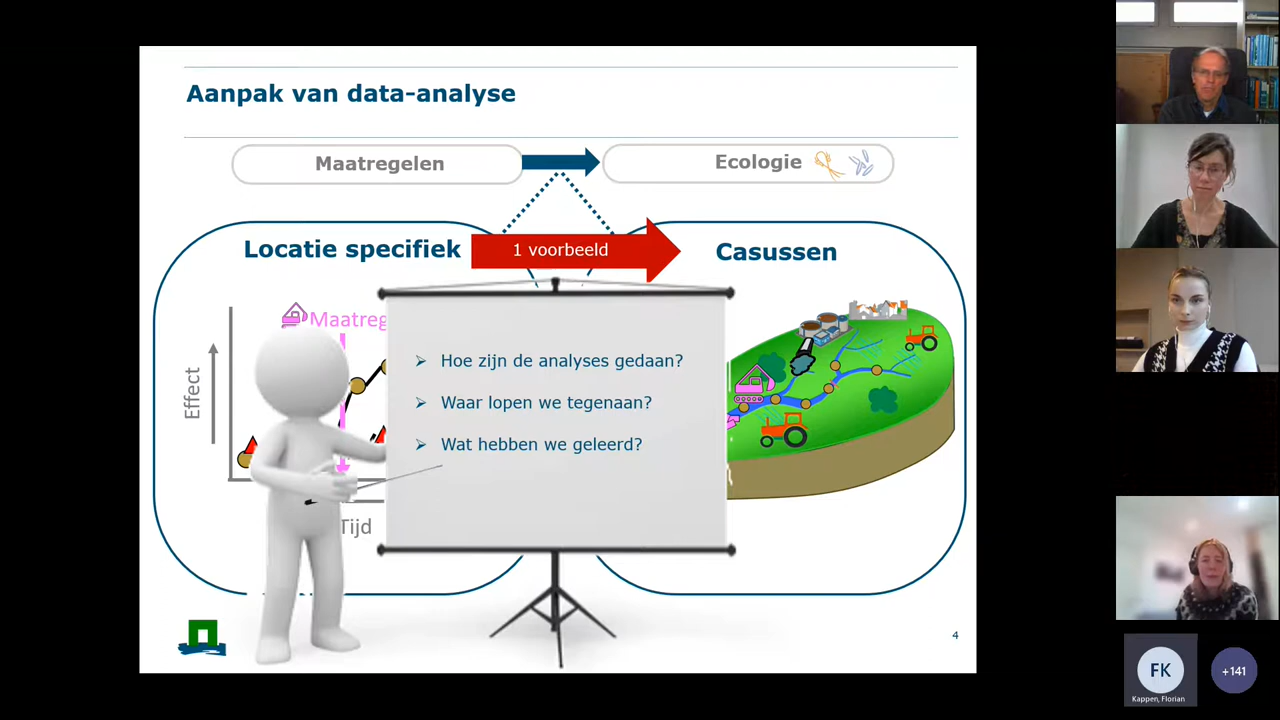 Aanpak van data-analyse
Maatregelen
Ecologie
Locatie specifiek
1 voorbeeld
Casussen
Maatreg
Effect
Hoe zijn de analyses gedaan?
Waar lopen we tegenaan?
Wat hebben we geleerd?
Tijd
4
FK
+141
Kappen, Florian